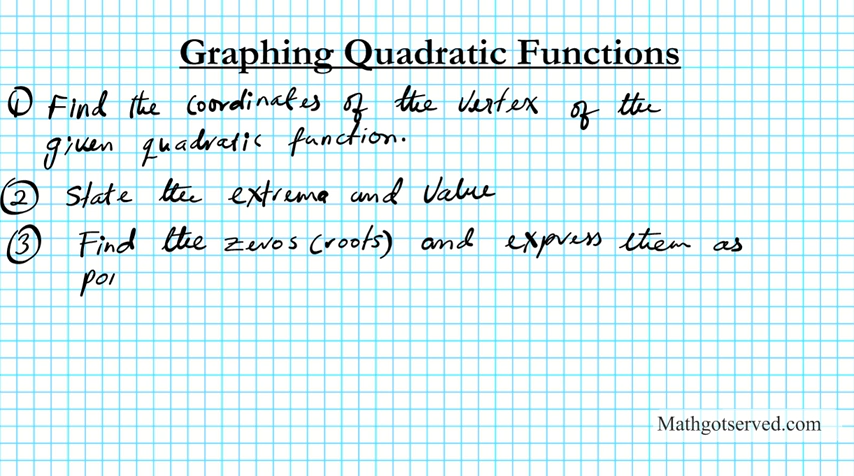 Graphing Quadratic Functions
① Find the coordinates of the vertex of the
given quadratic function.
② State the extrema and value
③ Find the zeros (roots) and express them as
poi
Mathgotserved.com